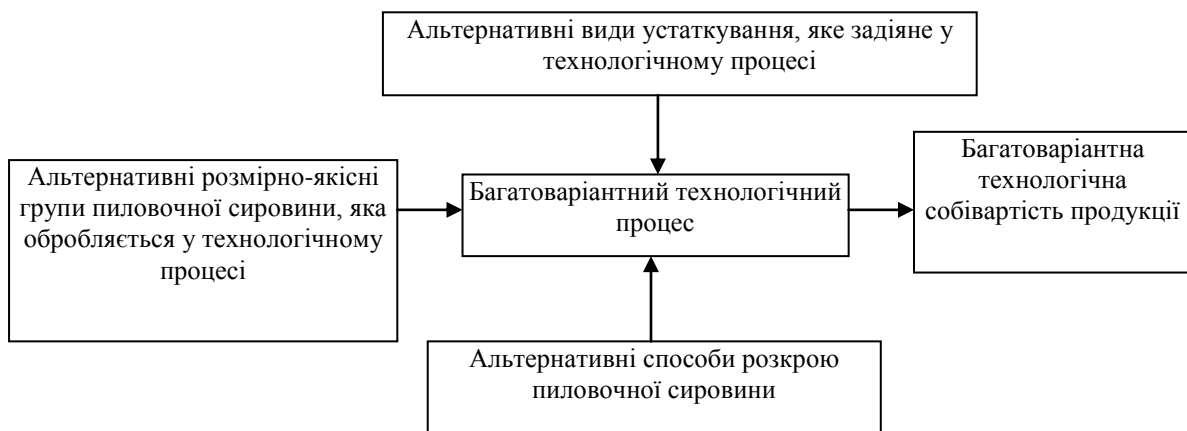 Альтернативні види устаткування, яке задіяне у
технологічному процесі
Альтернативні розмірно-якісні
групи пиловочної сировини, яка
обробляється у технологічному
процесі
Багатоваріантний технологічний
процес
Багатоваріантна
технологічна
собівартість продукції
Альтернативні способи розкрою
пиловочної сировини